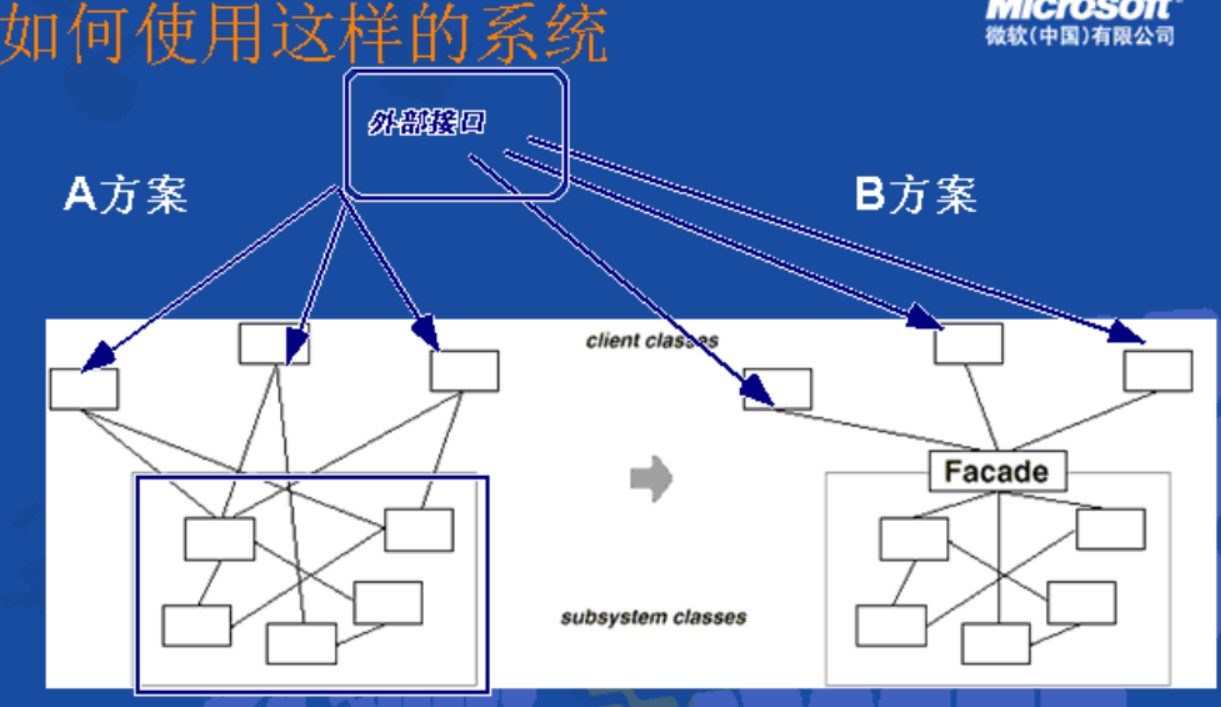 如何使用这样的系统
Microsoft
微软(中国)有限公司
外部接口
A方案
B方案
client classes
Facade
subsystem classes